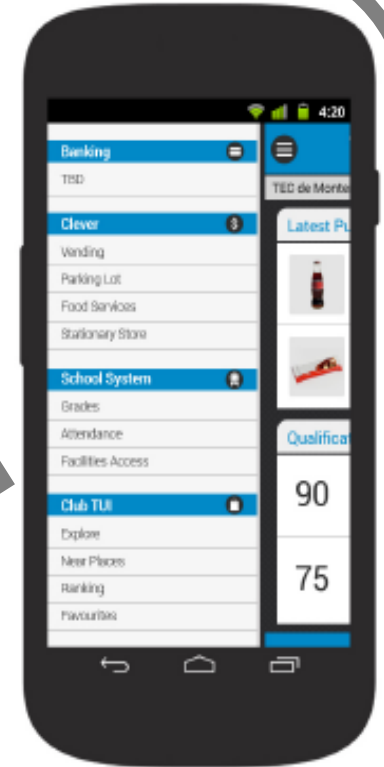 4:20
Banking
TBD
TEC de Monte
Clever
Latest Pu
Vending
Parking Lot
Food Services
Stationary Store
School System
Grades
Attendance
Qualificat
Facilities Access
90
Club TUI
Explore
Near Places
75
Ranking
Favourites